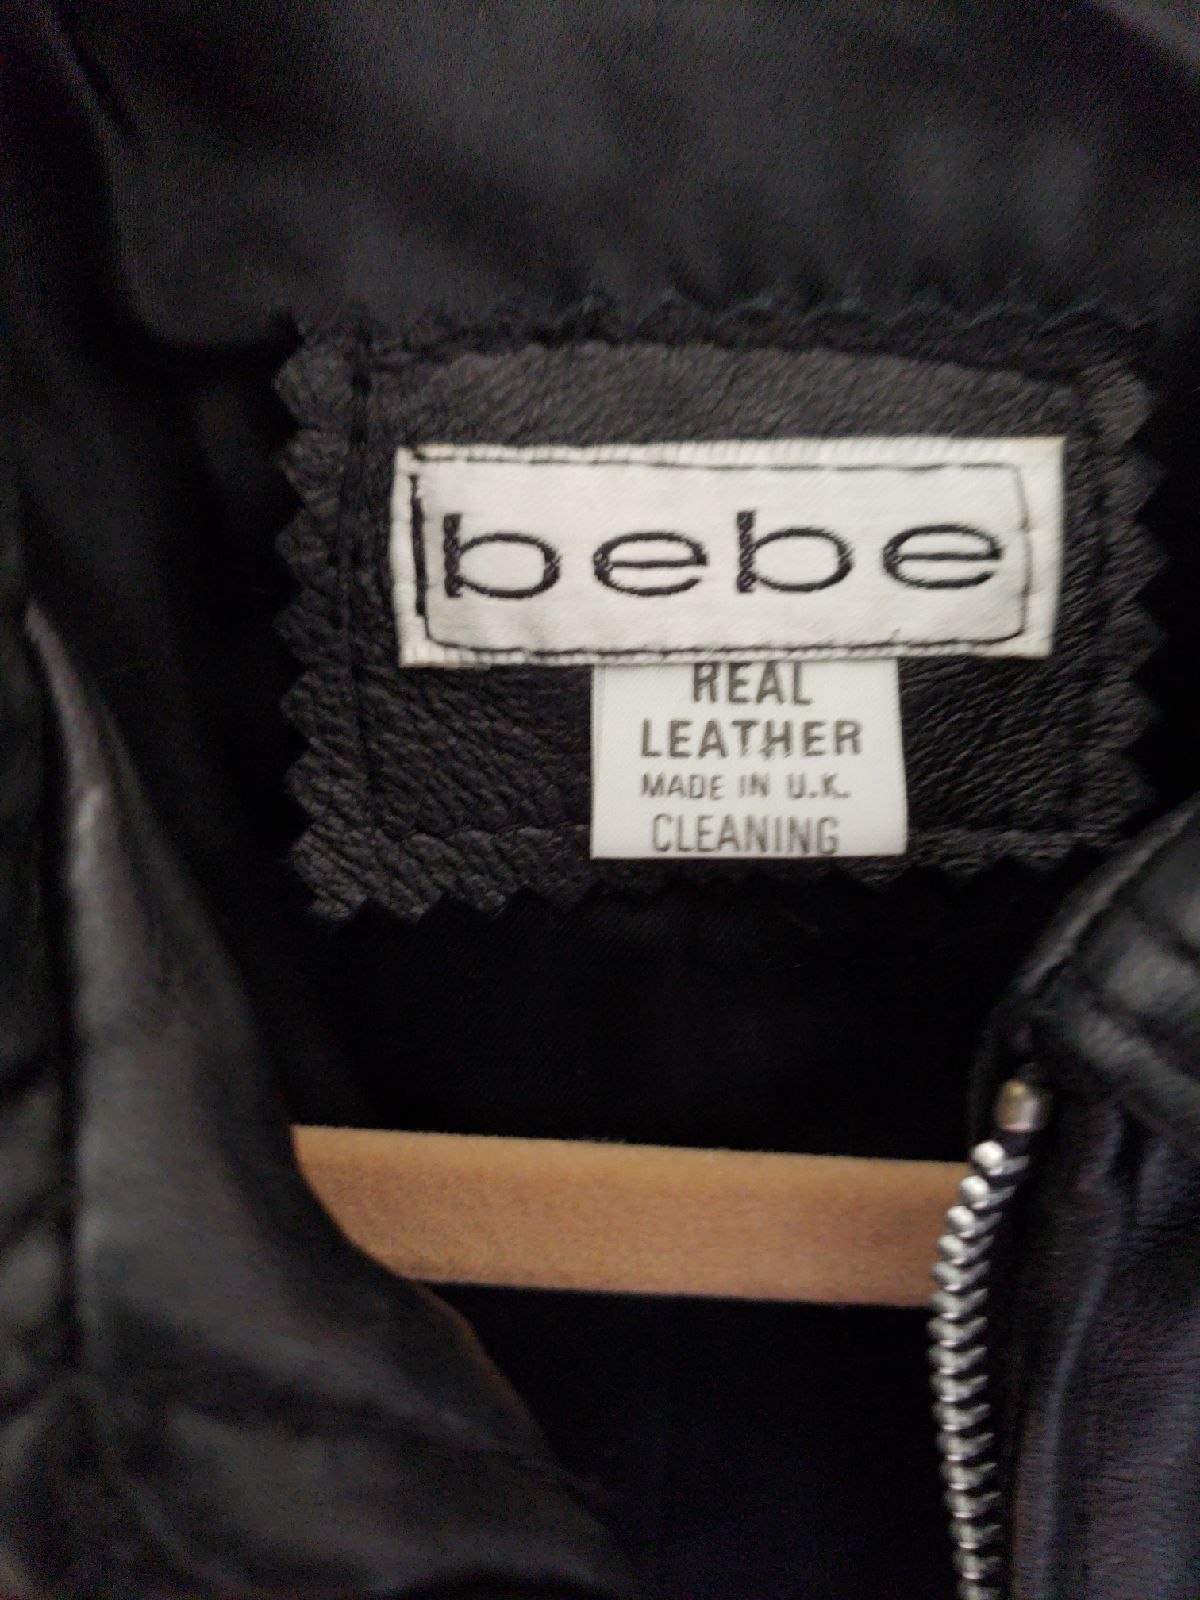 bebe
REAL
LEATHER
MADE IN U.K.
CLEANING